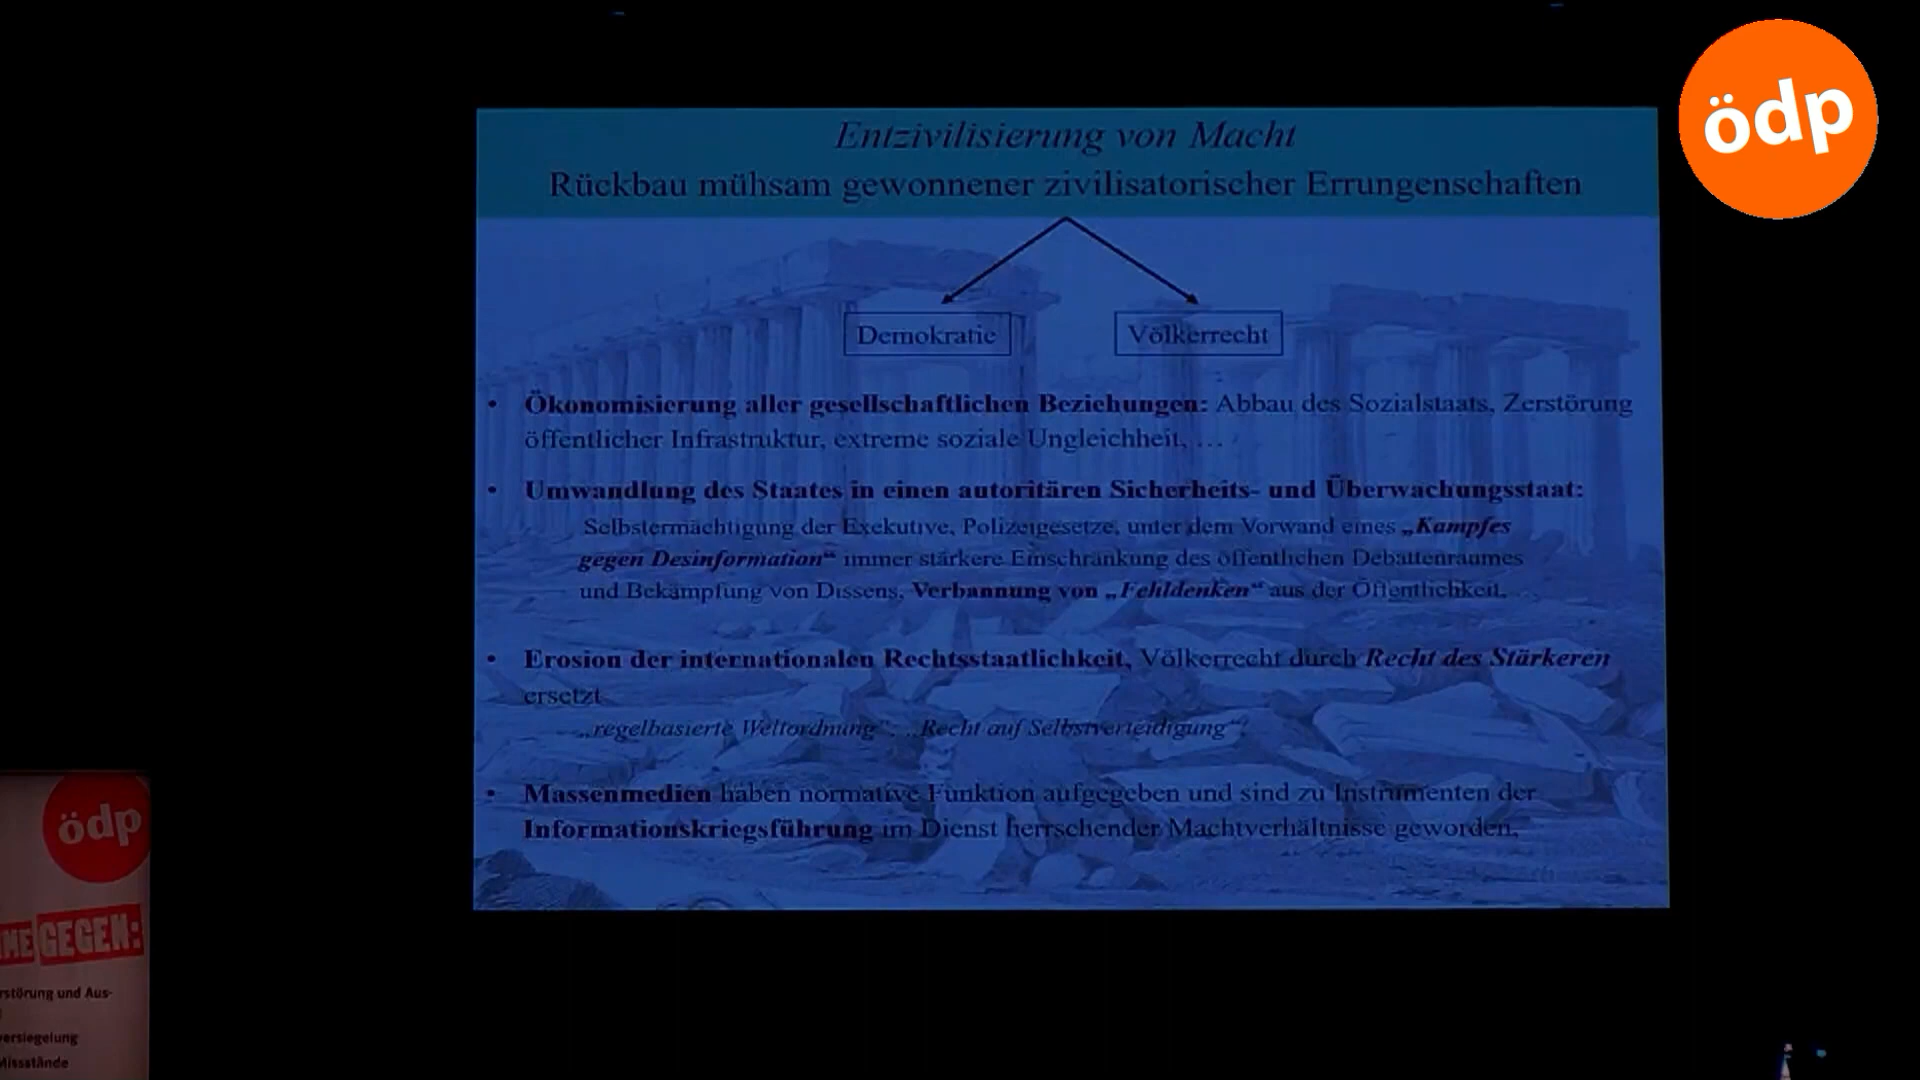 ödp
Entzivilisierung von Macht
Rückbau mühsam gewonnener zivilisatorischer Errungenschaften
Demokratie
Völkerrecht
• Ökonomisierung aller gesellschaftlichen Beziehungen: Abbau des Sozialstaats, Zerstörung
öffentlicher Infrastruktur, extreme soziale Ungleichheit, …
• Umwandlung des Staates in einen autoritären Sicherheits- und Überwachungsstaat:
Selbstermächtigung der Exekutive, Polizeigesetze, unter dem Vorwand eines „Kampfes
gegen Desinformation“ immer stärkere Einschränkung des öffentlichen Debattenraumes
und Bekämpfung von Dissens, Verbannung von „Fehldenken“ aus der Öffentlichkeit, …
• Erosion der internationalen Rechtsstaatlichkeit, Völkerrecht durch Recht des Stärkeren
ersetzt
„regelbasierte Weltordnung“, „Recht auf Selbstverteidigung“
• Massenmedien haben normative Funktion aufgegeben und sind zu Instrumenten der
Informationskriegsführung im Dienst herrschender Machtverhältnisse geworden.
ödp
GEGEN:
störung und Aus-
versiegelung
Missstände